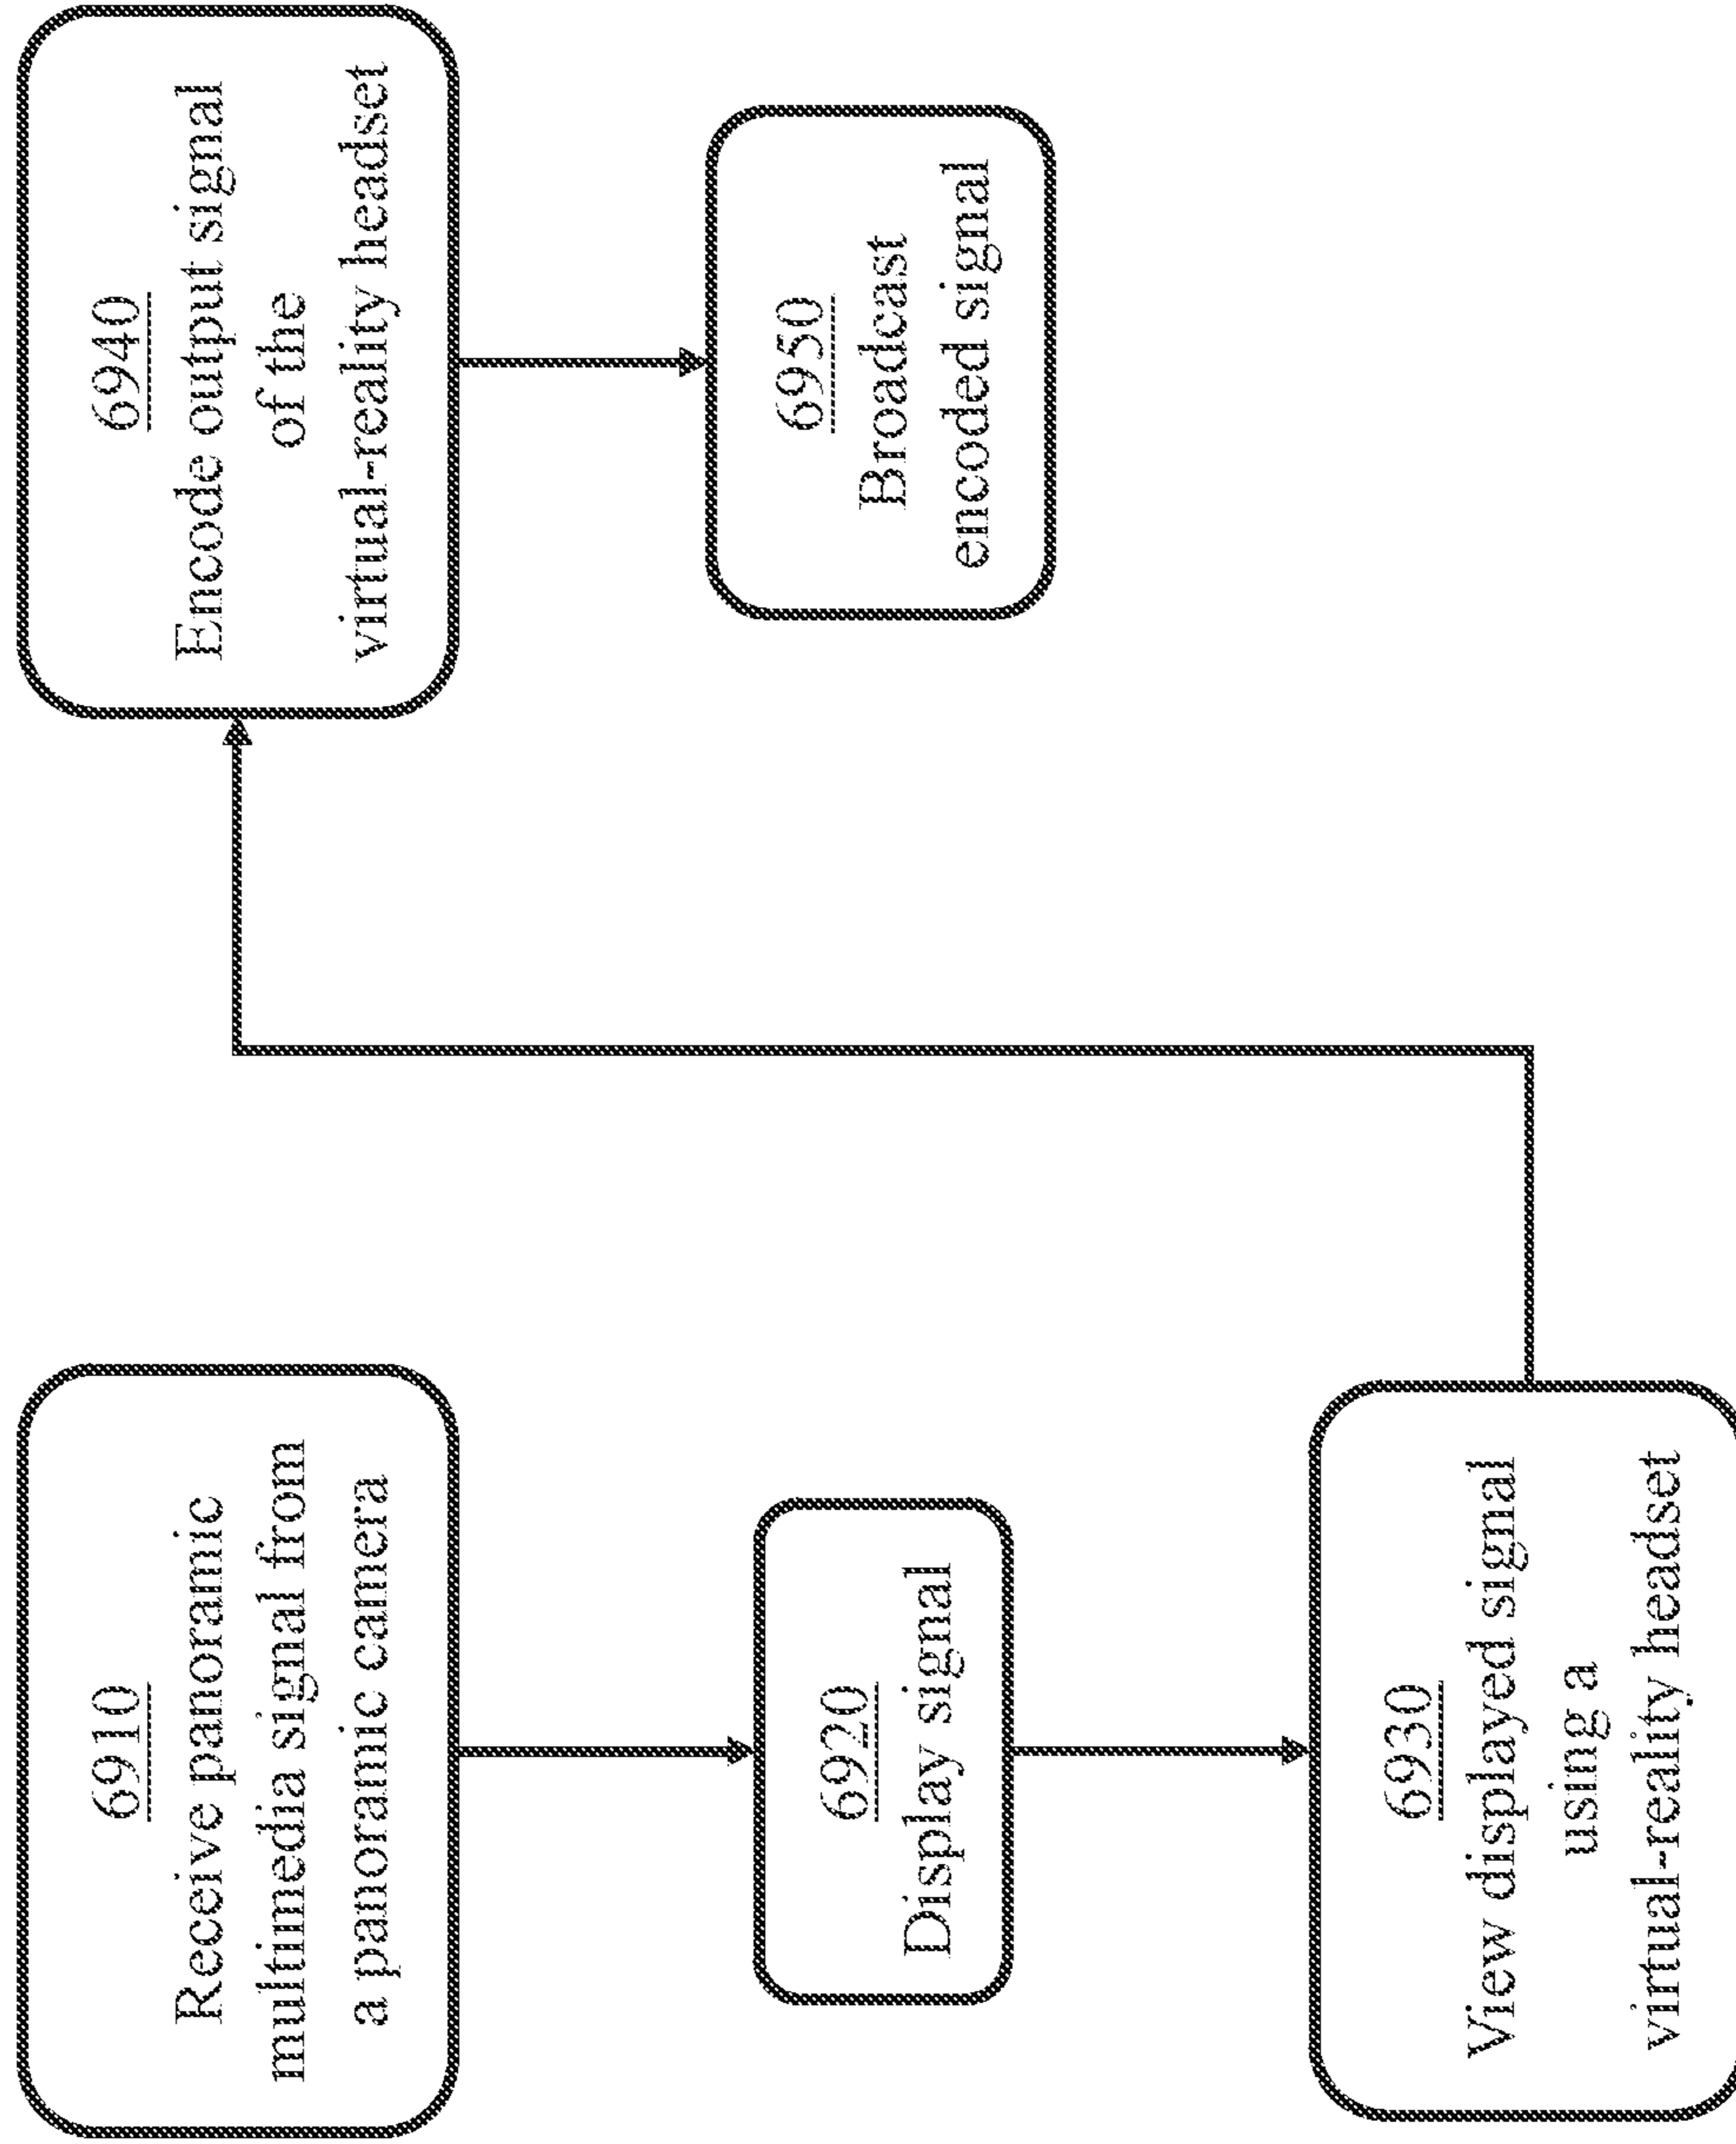 6910
Receive panoramic
multimedia signal from
a panoramic camera
6920
Display signal
6930
View displayed signal
using a
virtual-reality headset
6940
Encode output signal
of the
virtual-reality headset
6950
Broadcast
encoded signal